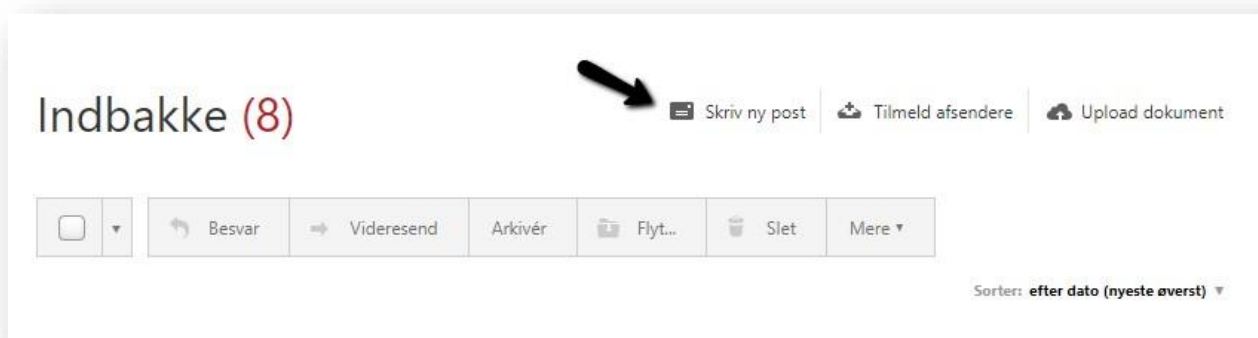 Indbakke (8)
Skriv ny post Tilmeld afsendere Upload dokument
Besvar Videresend Arkivér Flyt... Slet Mere
Sorter: efter dato (nyeste øverst)